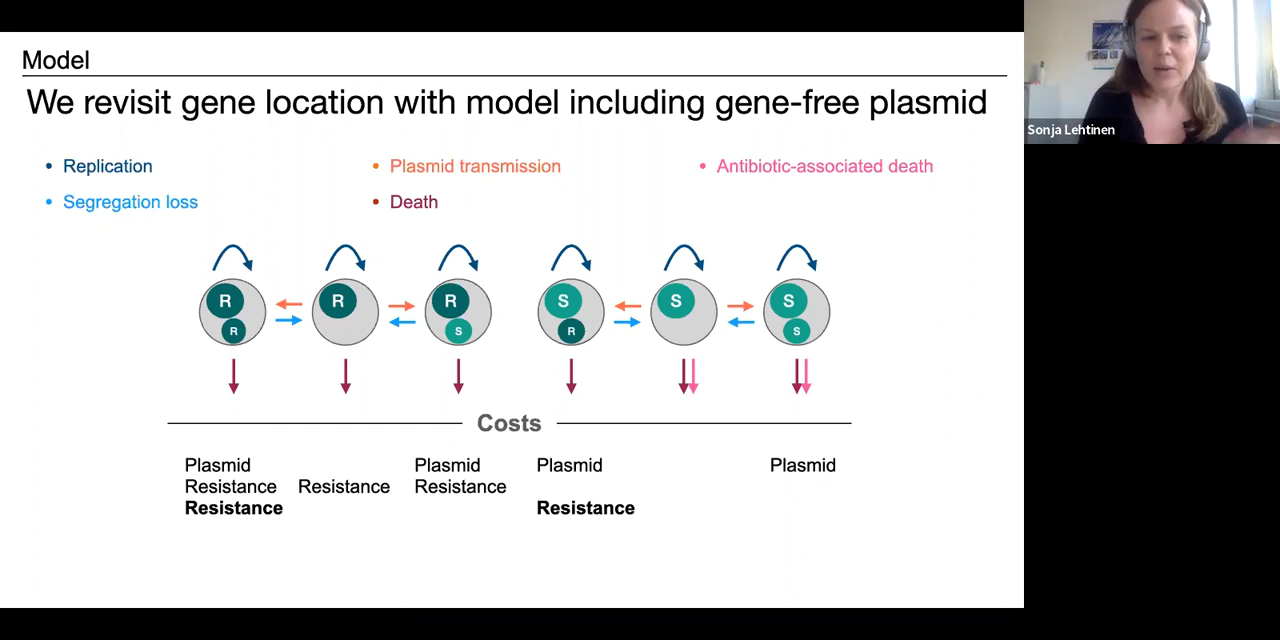 Model
We revisit gene location with model including gene-free plasmid
• Replication
• Plasmid transmission
• Antibiotic-associated death
• Segregation loss
• Death
R R R S S S
R S R S
Costs
Plasmid Plasmid Plasmid Plasmid
Resistance Resistance Resistance
Resistance Resistance
Sonja Lehtinen